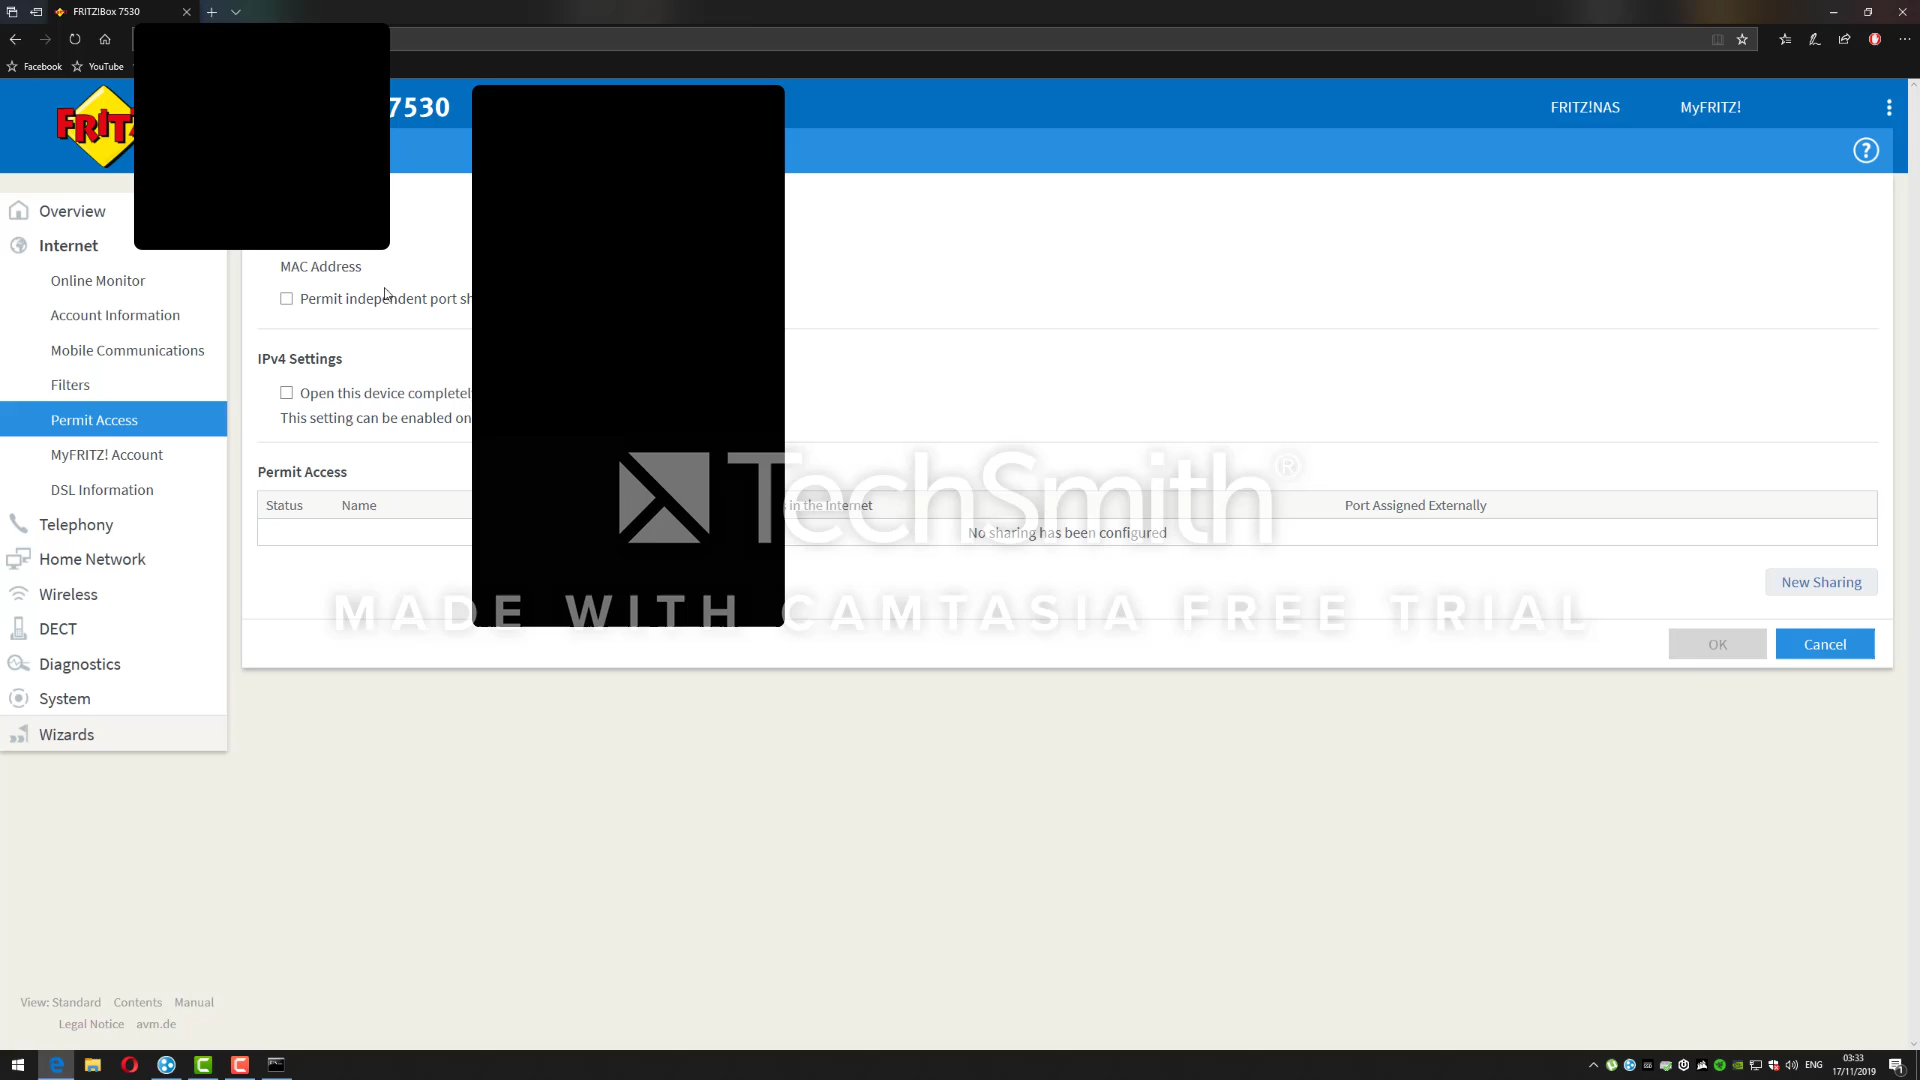 FRITZ!Box 7530
Facebook
YouTube
FRITZ
7530
FRITZ!NAS
MyFRITZ!
Overview
Internet
Online Monitor
Account Information
Mobile Communications
Filters
Permit Access
MyFRITZ! Account
DSL Information
Telephony
Home Network
Wireless
DECT
Diagnostics
System
Wizards
MAC Address
Permit independent port sh
IPv4 Settings
Open this device completel
This setting can be enabled on
Permit Access
Status Name s in the Internet Port Assigned Externally
No sharing has been configured
New Sharing
TechSmith®
MADE WITH CAMTASIA FREE TRIAL
OK Cancel
View: Standard Contents Manual
Legal Notice avm.de
ENG
03:33
17/11/2019